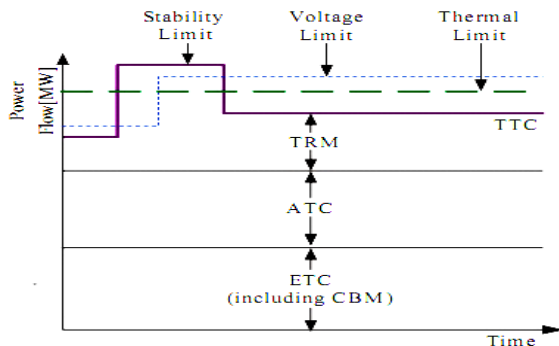 Stability
Limit
Voltage
Limit
Thermal
Limit
Power
Flow[MW]
TTC
TRM
ATC
ETC
(including CBM)
Time